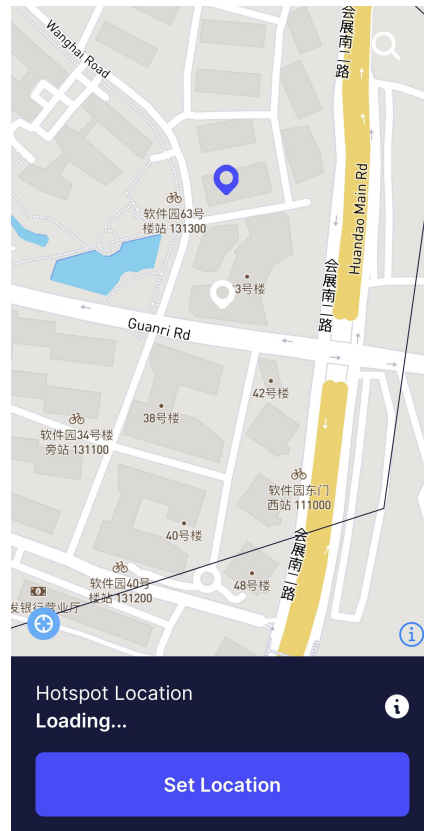 Wanghai Road
会展南二路
软件园63号
楼站 131300
Huandao Main Rd
3号楼
会展南二路
Guanri Rd
42号楼
38号楼
软件园34号楼
旁站 131100
软件园东门
西站 111000
40号楼
会展南二路
软件园40号
楼站 131200
48号楼
发银行营业厅
Hotspot Location
Loading...
Set Location